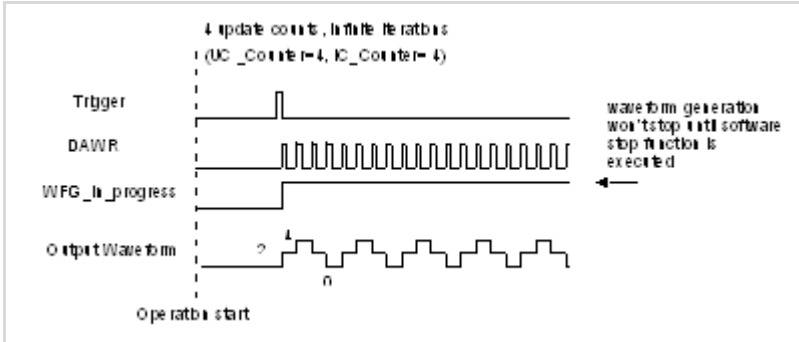 4 update counts, infinite iterations
(UC_Counter=4, IC_Counter=4)
Trigger
waveform generation
won't stop until software
stop function is
executed
DAWR
WFG_in_progress
Output Waveform
2
4
0
Operation start